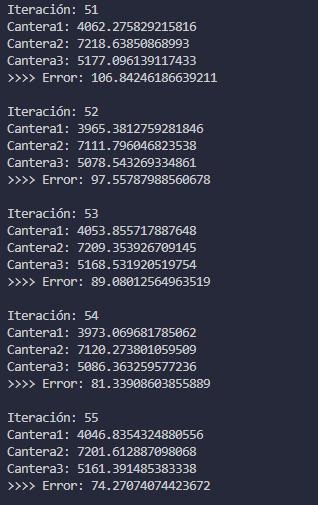 Iteración: 51
Cantera1: 4062.275829215816
Cantera2: 7218.63850868993
Cantera3: 5177.096139117433
>>>> Error: 106.84246186639211
Iteración: 52
Cantera1: 3965.3812759281846
Cantera2: 7111.796046823538
Cantera3: 5078.543269334861
>>>> Error: 97.55787988560678
Iteración: 53
Cantera1: 4053.855717887648
Cantera2: 7209.353926709145
Cantera3: 5168.531920519754
>>>> Error: 89.08012564963519
Iteración: 54
Cantera1: 3973.069681785062
Cantera2: 7120.273801059509
Cantera3: 5086.363259577236
>>>> Error: 81.33908603855889
Iteración: 55
Cantera1: 4046.8354324880556
Cantera2: 7201.612887098068
Cantera3: 5161.391485383338
>>>> Error: 74.27074074423672